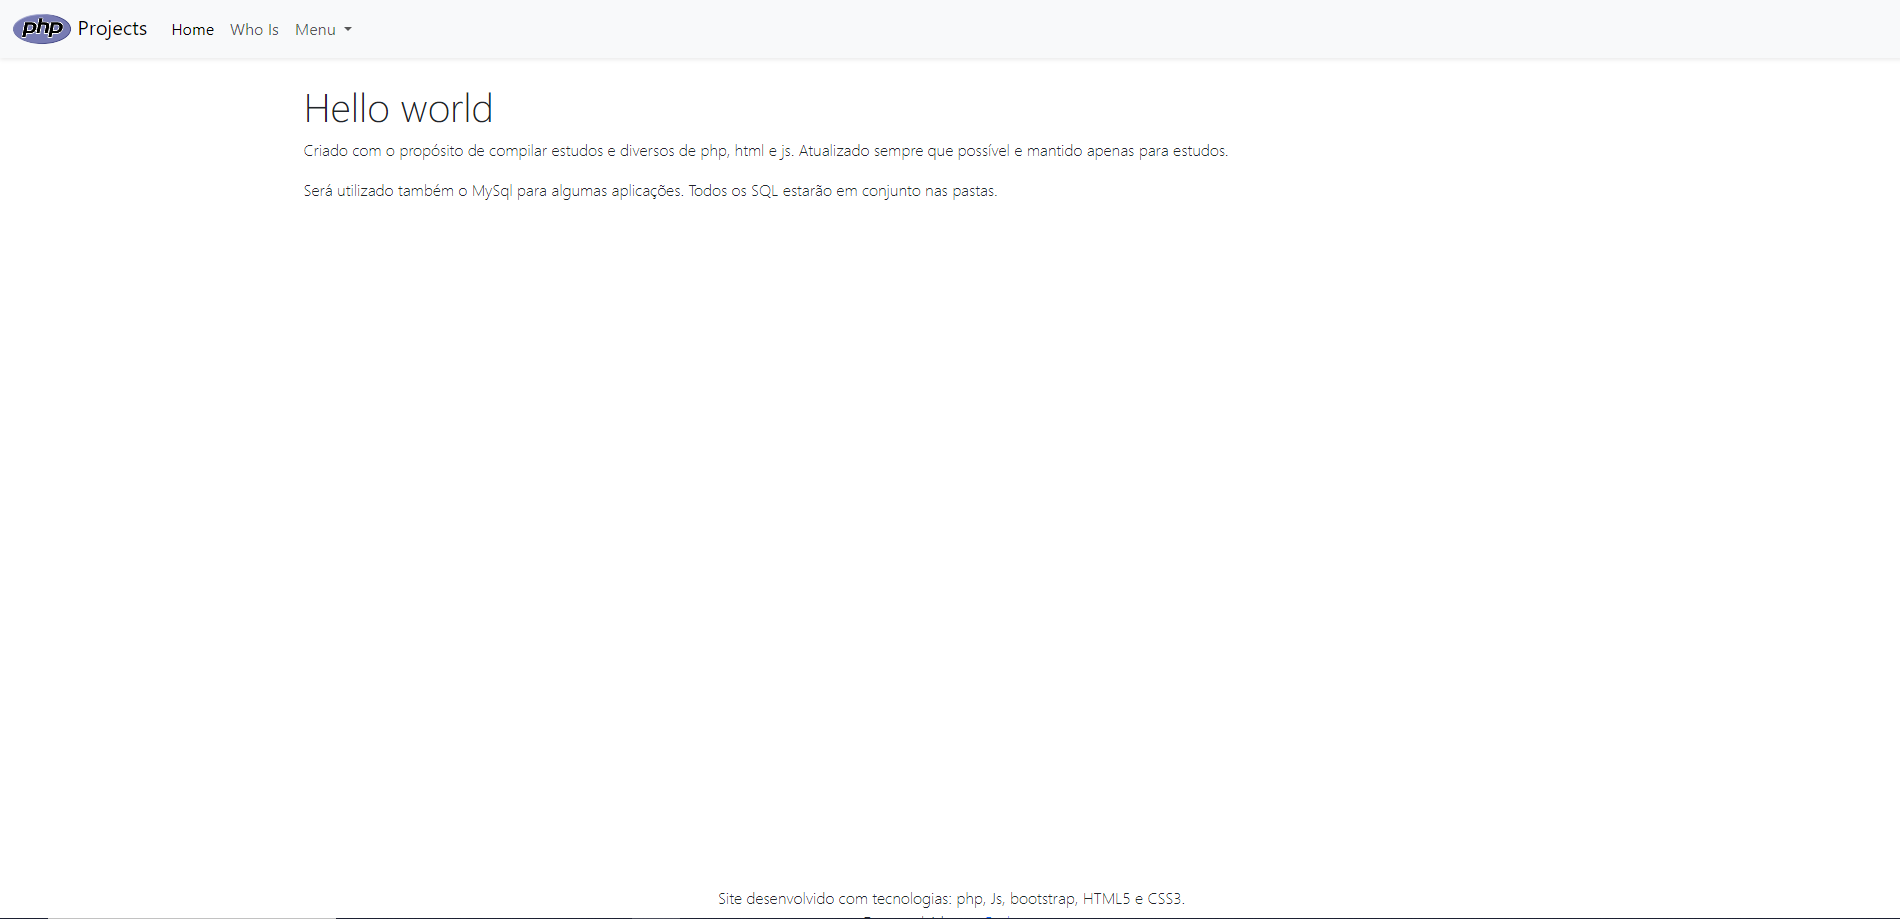 php Projects Home Who Is Menu
Hello world
Criado com o propósito de compilar estudos e diversos de php, html e js. Atualizado sempre que possível e mantido apenas para estudos.
Será utilizado também o MySql para algumas aplicações. Todos os SQL estarão em conjunto nas pastas.
Site desenvolvido com tecnologias: php, Js, bootstrap, HTML5 e CSS3.